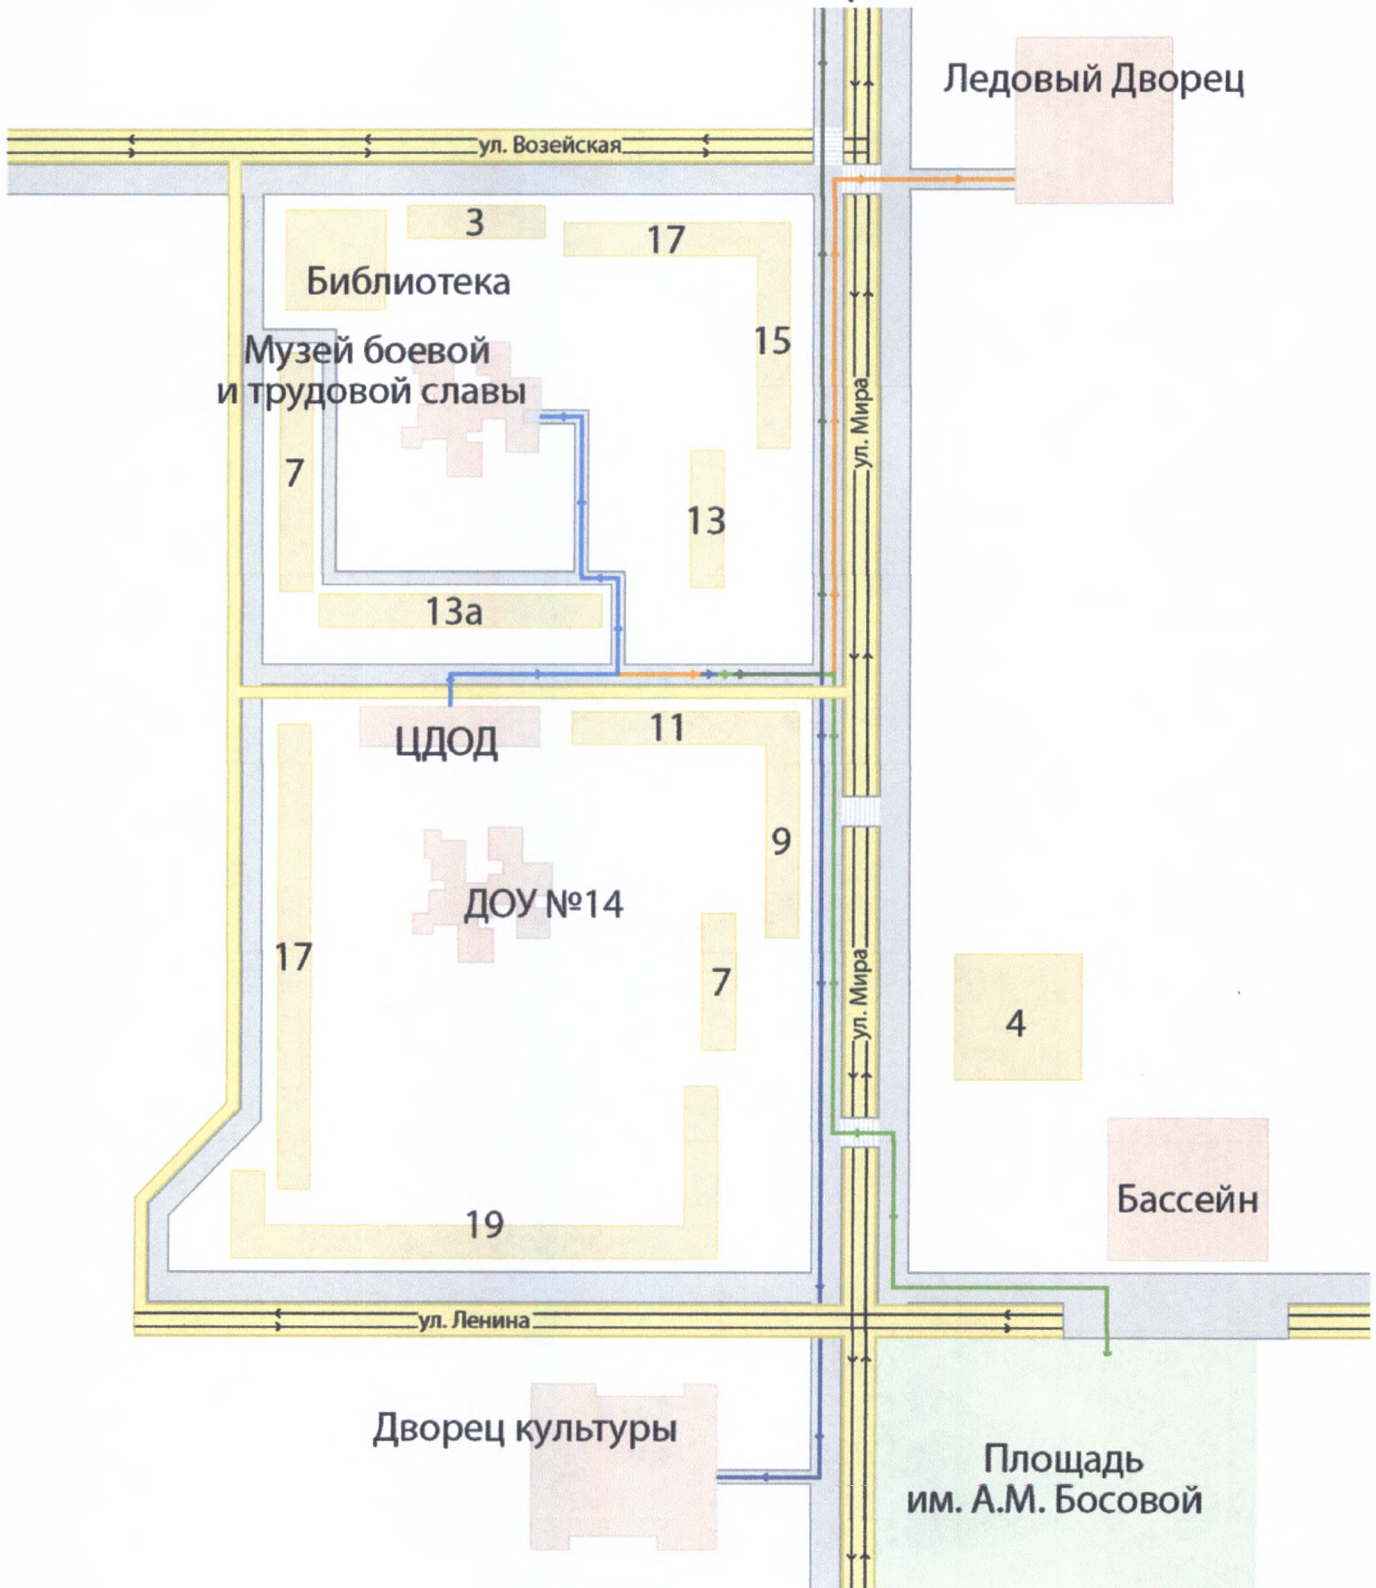 Ледовый Дворец
ул. Возейская
3
17
Библиотека
15
Музей боевой
и трудовой славы
ул. Мира
7
13
13а
11
ЦДОД
9
ДОУ №14
17
7
ул. Мира
4
Бассейн
19
ул. Ленина
Дворец культуры
Площадь
им. А.М. Босовой